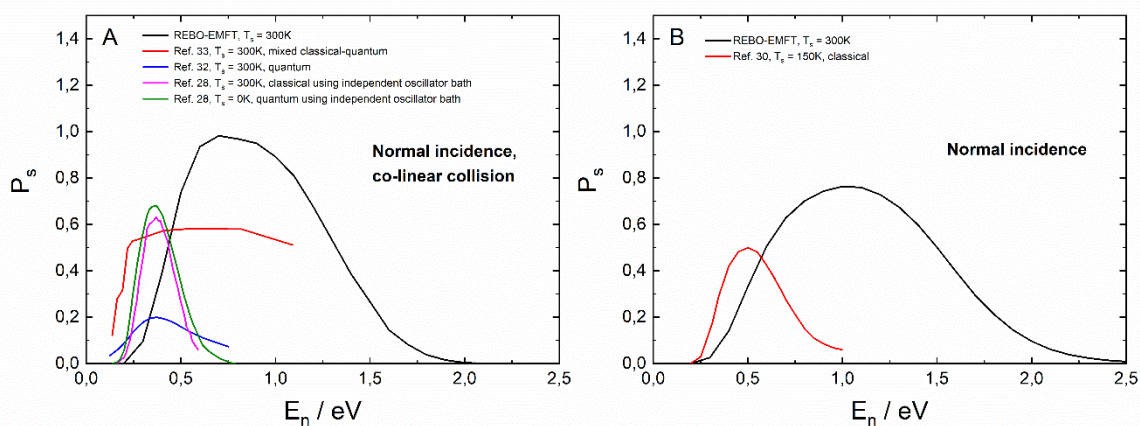 A
REBO-EMFT, Ts = 300K
Ref. 33, Ts = 300K, mixed classical-quantum
Ref. 32, Ts = 300K, quantum
Ref. 28, Ts = 300K, classical using independent oscillator bath
Ref. 28, Ts = 0K, quantum using independent oscillator bath
Normal incidence,
co-linear collision
Ps
1,4
1,2
1,0
0,8
0,6
0,4
0,2
0,0
0,0 0,5 1,0 1,5 2,0 2,5
En / eV
B
REBO-EMFT, Ts = 300K
Ref. 30, Ts = 150K, classical
Normal incidence
Ps
1,4
1,2
1,0
0,8
0,6
0,4
0,2
0,0
0,0 0,5 1,0 1,5 2,0 2,5
En / eV